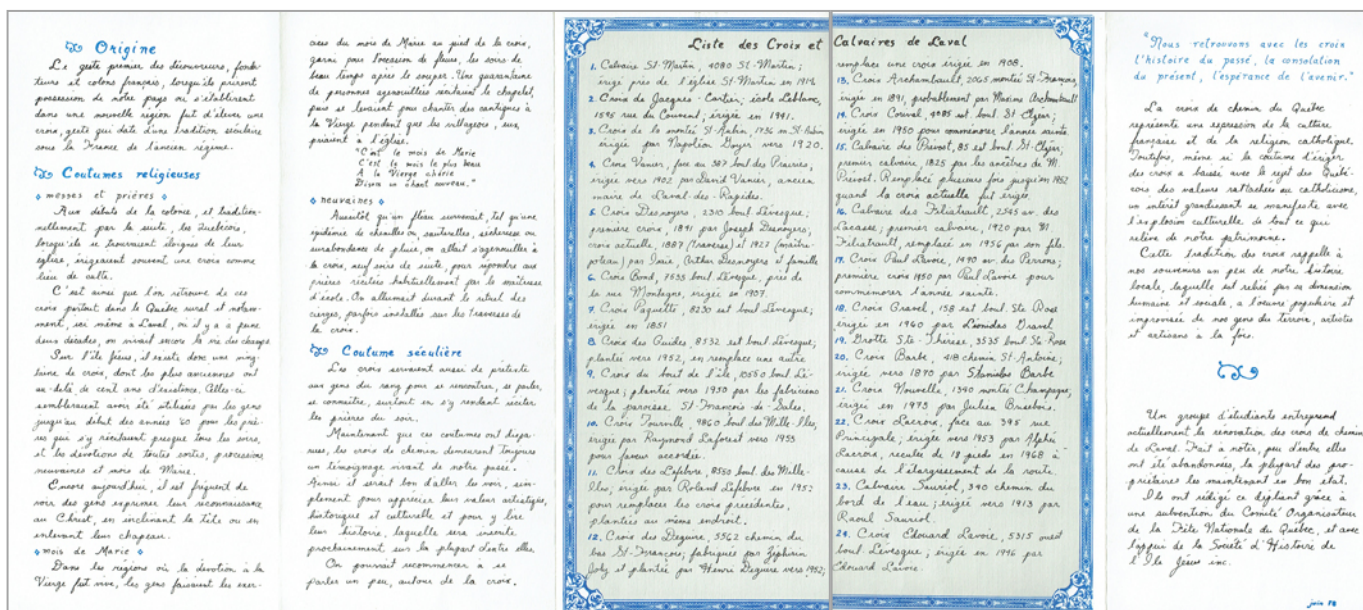 Origine
Le geste premier des découvreurs, fonda-
teurs et colons français, lorsqu'ils prirent
possession de notre pays ou s'établirent
dans une nouvelle région fut d'élever une
croix, geste qui date d'une tradition séculaire
sous la France de l'ancien régime.
Coutumes religieuses
messes et prières
Aux débuts de la colonie, et tradition-
nellement par la suite, les Québécois,
lorsqu'ils se trouvaient éloignés de leur
église, érigeaient souvent une croix comme
lieu de culte.
C'est ainsi que l'on retrouve de ces
croix partout dans le Québec rural et notam-
ment, ici même à Laval, où il y a à peine
deux décades, on vivait encore la vie des champs.
Sur l'île Jésus, il existe donc une ving-
taine de croix, dont les plus anciennes ont
au-delà de cent ans d'existence. Celles-ci
sembleraient avoir été utilisées par les gens
jusqu'au début des années '60 pour les priè-
res qui s'y récitaient presque tous les soirs,
et les dévotions de toutes sortes, processions,
neuvaines et mois de Marie.
Encore aujourd'hui, il est fréquent de
voir des gens exprimer leur reconnaissance
au Christ, en inclinant la tête ou en
enlevant leur chapeau.
mois de Marie
Dans les régions où la dévotion à la
Vierge fut vive, les gens faisaient les exer-
cices du mois de Marie au pied de la croix,
garni pour l'occasion de fleurs, les soirs de
beau temps après le souper. Une quarantaine
de personnes agenouillées récitaient le chapelet,
puis se levaient pour chanter des cantiques à
la Vierge pendant que les villageois, eux,
priaient à l'église.
"C'est le mois de Marie
C'est le mois le plus beau
À la Vierge chérie
Disons un chant nouveau."
neuvaines
Aussitôt qu'un fléau survenait, tel qu'une
épidémie de chenilles ou, sauterelles, sécheresse ou
surabondance de pluie, on allait s'agenouiller à
la croix, neuf soirs de suite, pour répondre aux
prières récitées habituellement par la maîtresse
d'école. On allumait durant le rituel des
cierges, parfois installés sur les traverses de
la croix.
Coutume séculière
Les croix servaient aussi de prétexte
aux gens du rang pour se rencontrer, se parler,
se connaître, surtout en s'y rendant réciter
les prières du soir.
Maintenant que ces coutumes ont dispa-
rues, les croix de chemin demeurent toujours
un témoignage vivant de notre passé.
Aussi il serait bon d'aller les voir, sim-
plement pour apprécier leur valeur artistique,
historique et culturelle et pour y lire
leur histoire, laquelle sera inscrite
prochainement sur la plupart d'entre elles.
On pourrait recommencer à se
parler un peu, autour de la croix.
Liste des Croix et
1. Calvaire St-Martin, 4080 St-Martin;
érigé près de l'église St-Martin en 1914.
2. Croix de Jacques-Cartier, école Leblanc,
1595 rue du Couvent; érigée en 1941.
3. Croix de la montée St-Aubin, 1736 m. St-Aubin
érigée par Napoléon Goyer vers 1920.
4. Croix Vanier, face au 387 boul. des Prairies;
érigée vers 1902 par David Vanier, ancien
maire de Laval-des-Rapides.
5. Croix Desnoyers, 2310 boul. Lévesque;
première croix, 1891 par Joseph Desnoyers;
croix actuelle, 1887 (traverse) et 1927 (maître-
poteau) par Arthur Desnoyers et famille
6. Croix Bond, 7635 boul. Lévesque, près de
la rue Montagne, érigée en 1937.
7. Croix Paquette, 8230 est boul. Lévesque;
érigée en 1851
8. Croix des Guides, 8532 est boul. Lévesque;
plantée vers 1952, en remplace une autre
9. Croix du bout de l'île, 10550 boul. Lé-
vesque; plantée vers 1950 par les fabriciens
de la paroisse St-François-de-Sales.
10. Croix Tourville, 9860 boul. des Mille-Iles,
érigée par Raymond Laforest vers 1953
pour faveur accordée.
11. Croix des Lefebvre, 8550 boul. des Mille-
Iles; érigée par Roland Lefebvre en 1952
pour remplacer les croix précédentes,
plantées au même endroit.
12. Croix des Deguire, 5562 chemin du
bas St-François; fabriquée par Zéphirin
Joly et plantée par Henri Deguire vers 1952;
Calvaires de Laval
remplace une croix érigée en 1908.
13. Croix Archambault, 2065 montée St-François,
érigée en 1891, probablement par Maxime Archambault
14. Croix Corval, 4085 est boul. St-Elzéar;
érigée en 1950 pour commémorer l'année sainte.
15. Calvaire des Prévost, 85 est boul. St-Elzéar;
premier calvaire, 1825 par les ancêtres de M.
Prévost. Remplacé plusieurs fois jusqu'en 1952
quand la croix actuelle fut érigée.
16. Calvaire des Filiatrault, 2545 av. des
Lacasse; premier calvaire, 1920 par M.
Filiatrault, remplacé en 1956 par son fils.
17. Croix Paul Lavoie, 1490 av. des Perrons;
première croix 1950 par Paul Lavoie pour
commémorer l'année sainte.
18. Croix Gravel, 158 est boul. Ste Rose
érigée en 1960 par Léonidas Gravel
19. Grotte Ste-Thérèse, 3535 boul. Ste-Rose
20. Croix Barbe, 418 chemin St-Antoine;
érigée vers 1870 par Stanislas Barbe
21. Croix Nouvelle, 1390 montée Champagne,
érigée en 1973 par Julien Brisebois.
22. Croix Lacroix, face au 395 rue
Principale; érigée vers 1953 par Alphée
Lacroix, reculée de 18 pieds en 1968 à
cause de l'élargissement de la route.
23. Calvaire Sauriol, 390 chemin du
bord de l'eau; érigée vers 1913 par
Raoul Sauriol.
24. Croix Edouard Lavoie, 5315 ouest
boul. Lévesque; érigée en 1946 par
Edouard Lavoie.
"Nous retrouvons avec les croix
l'histoire du passé, la consolation
du présent, l'espérance de l'avenir."
La croix de chemin du Québec
représente une expression de la culture
française et de la religion catholique.
Toutefois, même si la coutume d'ériger
des croix a baissé avec le rejet des Québé-
cois des valeurs rattachées au catholicisme,
un intérêt grandissant se manifeste avec
l'explosion culturelle, de tout ce qui
relève de notre patrimoine.
Cette tradition des croix rappelle à
nos souvenirs un peu de notre histoire
locale, laquelle est reliée par sa dimension
humaine et sociale, à l'œuvre populaire et
improvisée de nos gens du terroir, artistes
et artisans à la fois.
Un groupe d'étudiants entreprend
actuellement la rénovation des croix de chemin
de Laval. Fait à noter, peu d'entre elles
ont été abandonnées, la plupart des pro-
priétaires les maintenant en bon état.
Ils ont rédigé ce dépliant grâce à
une subvention du Comité Organisateur
de la Fête Nationale du Québec, et avec
l'appui de la Société d'Histoire de
l'Ile Jésus inc.
juin 78